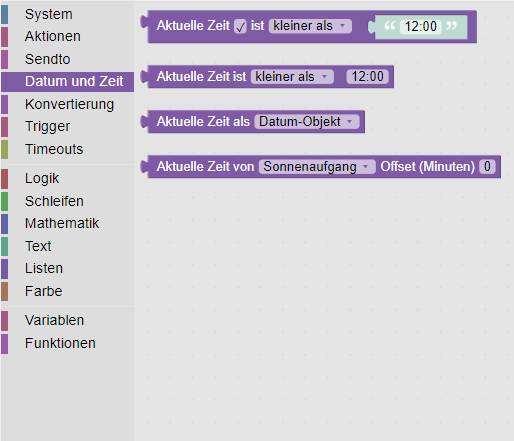 System
Aktionen
Sendto
Datum und Zeit
Konvertierung
Trigger
Timeouts
Logik
Schleifen
Mathematik
Text
Listen
Farbe
Variablen
Funktionen
Aktuelle Zeit ✓ ist kleiner als “ 12:00 ”
Aktuelle Zeit ist kleiner als 12:00
Aktuelle Zeit als Datum-Objekt
Aktuelle Zeit von Sonnenaufgang Offset (Minuten) 0